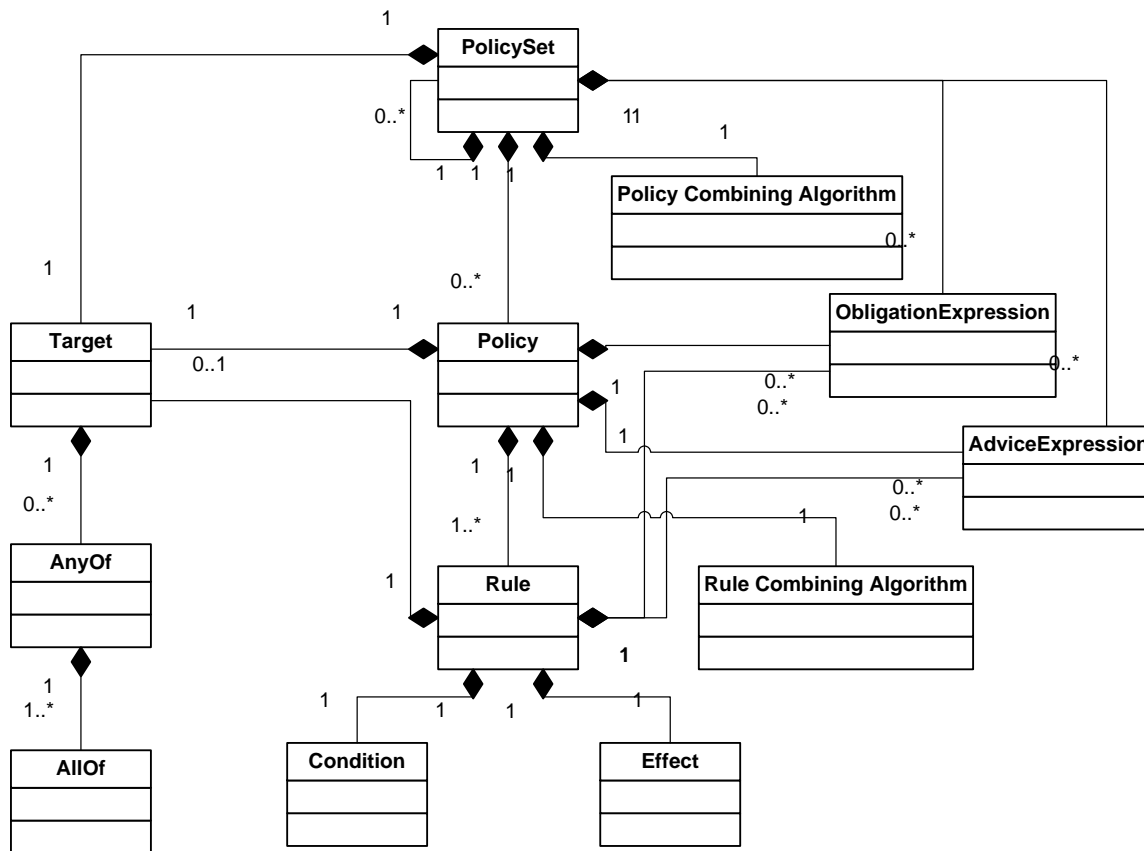 1
PolicySet
0..*
11
1
1
1
1
Policy Combining Algorithm
0..*
1
0..*
1
1
ObligationExpression
Target
Policy
0..1
0..*
0..*
1
0..*
1
AdviceExpression
1
1
1
0..*
0..*
0..*
1..*
1
AnyOf
1
Rule
Rule Combining Algorithm
1
1
1..*
1
1
1
1
Condition
Effect
AllOf